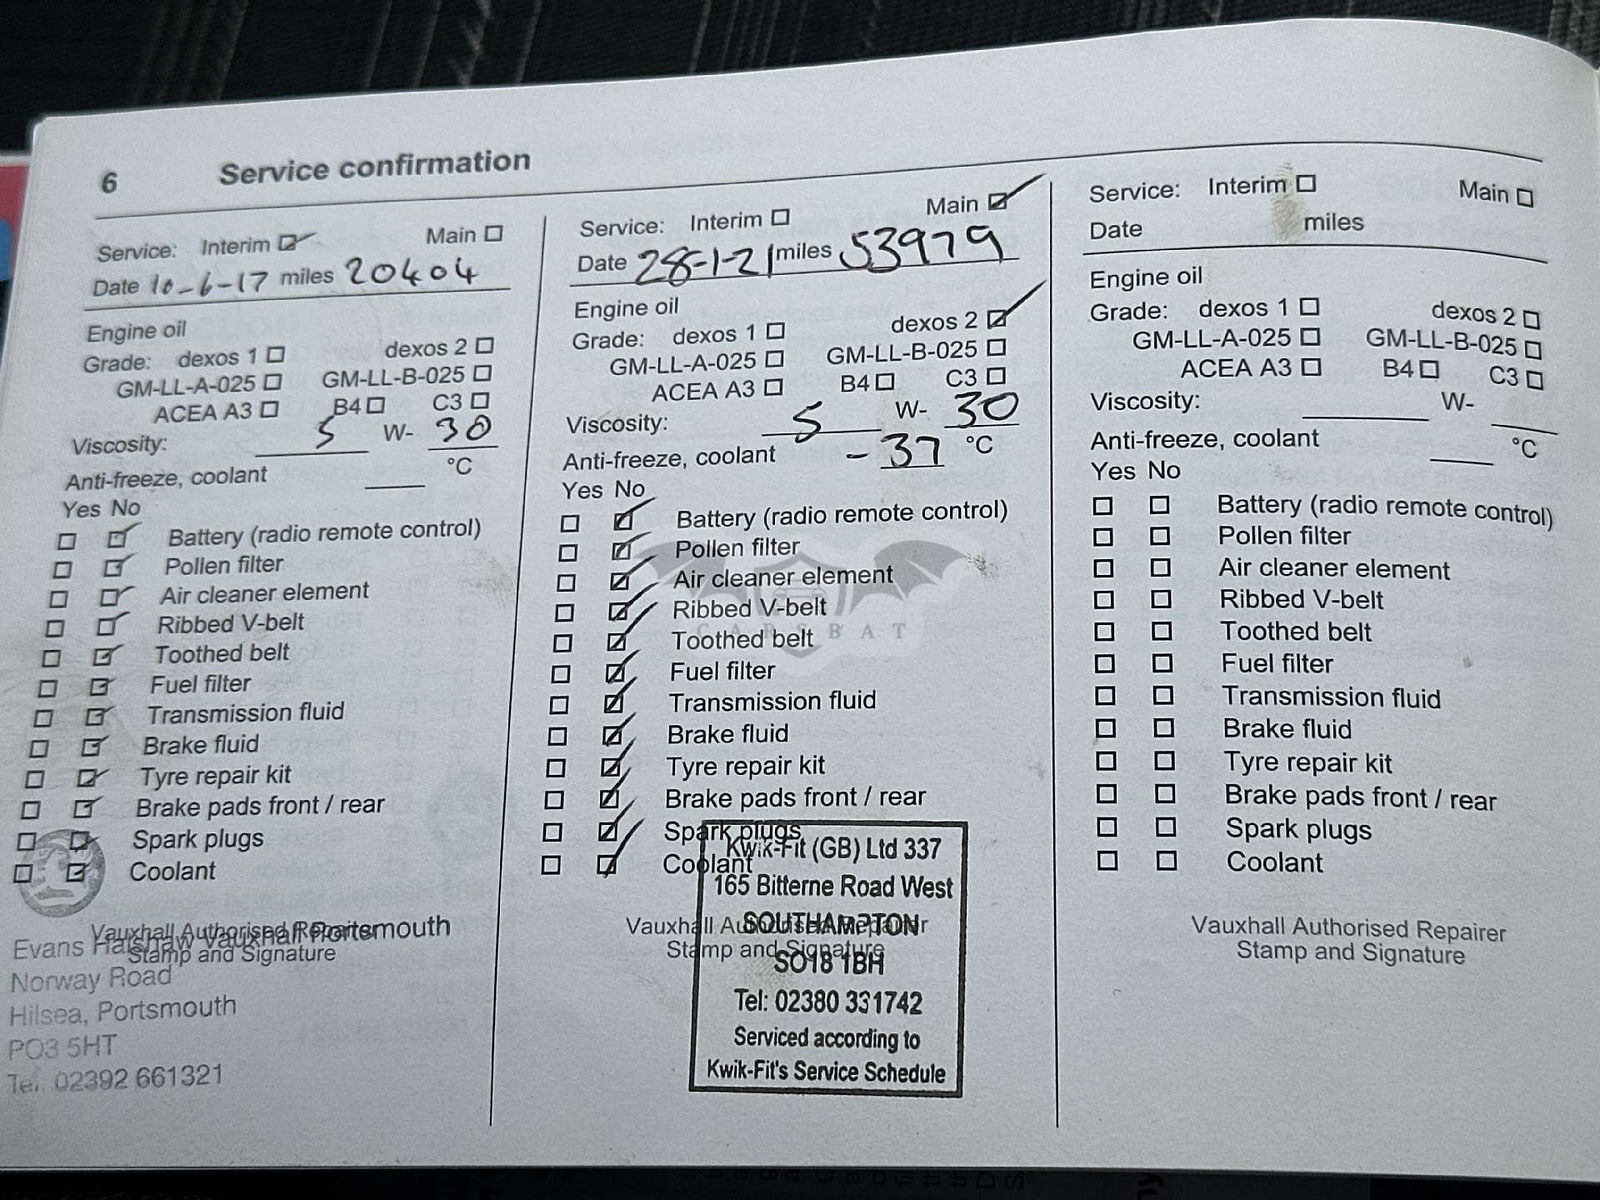 6 Service confirmation
Service: Interim Main
Date 10-6-17 miles 20404
Engine oil
Grade: dexos 1 dexos 2
GM-LL-A-025 GM-LL-B-025
ACEA A3 B4 C3
Viscosity: 5 W- 30
Anti-freeze, coolant °C
Yes No
Battery (radio remote control)
Pollen filter
Air cleaner element
Ribbed V-belt
Toothed belt
Fuel filter
Transmission fluid
Brake fluid
Tyre repair kit
Brake pads front / rear
Spark plugs
Coolant
Vauxhall Authorised Repairer
Stamp and Signature
Evans Halshaw Vauxhall Portsmouth
Norway Road
Hilsea, Portsmouth
PO3 5HT
Tel. 02392 661321
Service: Interim Main
Date 28-1-21 miles 53979
Engine oil
Grade: dexos 1 dexos 2
GM-LL-A-025 GM-LL-B-025
ACEA A3 B4 C3
Viscosity: 5 W- 30
Anti-freeze, coolant -37 °C
Yes No
Battery (radio remote control)
Pollen filter
Air cleaner element
Ribbed V-belt
CARSBAT
Toothed belt
Fuel filter
Transmission fluid
Brake fluid
Tyre repair kit
Brake pads front / rear
Spark plugs
Coolant
Vauxhall Authorised Repairer
Stamp and Signature
Kwik-Fit (GB) Ltd 337
165 Bitterne Road West
SOUTHAMPTON
SO18 1BH
Tel: 02380 331742
Serviced according to
Kwik-Fit's Service Schedule
Service: Interim Main
Date miles
Engine oil
Grade: dexos 1 dexos 2
GM-LL-A-025 GM-LL-B-025
ACEA A3 B4 C3
Viscosity: W-
Anti-freeze, coolant °C
Yes No
Battery (radio remote control)
Pollen filter
Air cleaner element
Ribbed V-belt
Toothed belt
Fuel filter
Transmission fluid
Brake fluid
Tyre repair kit
Brake pads front / rear
Spark plugs
Coolant
Vauxhall Authorised Repairer
Stamp and Signature